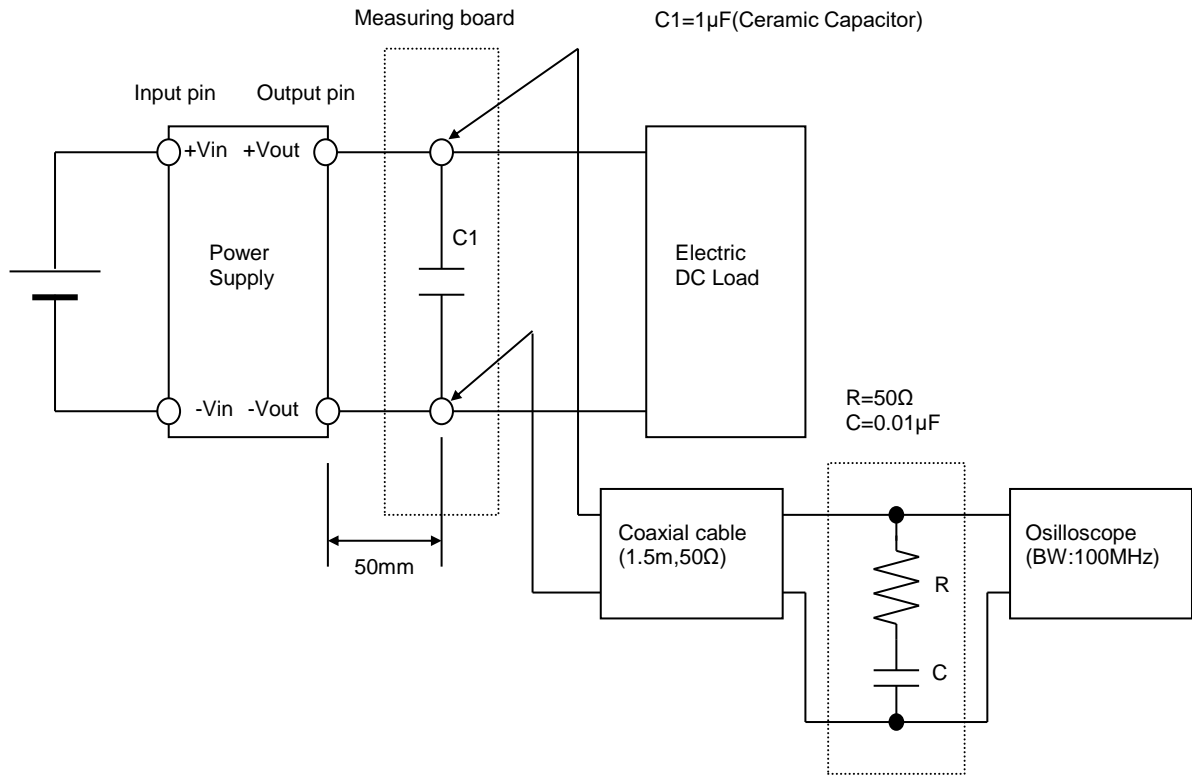 Measuring board
C1=1µF(Ceramic Capacitor)
Input pin
Output pin
+Vin
+Vout
C1
Power
Supply
Electric
DC Load
-Vin
-Vout
R=50Ω
C=0.01µF
50mm
Coaxial cable
(1.5m,50Ω)
R
C
Osilloscope
(BW:100MHz)